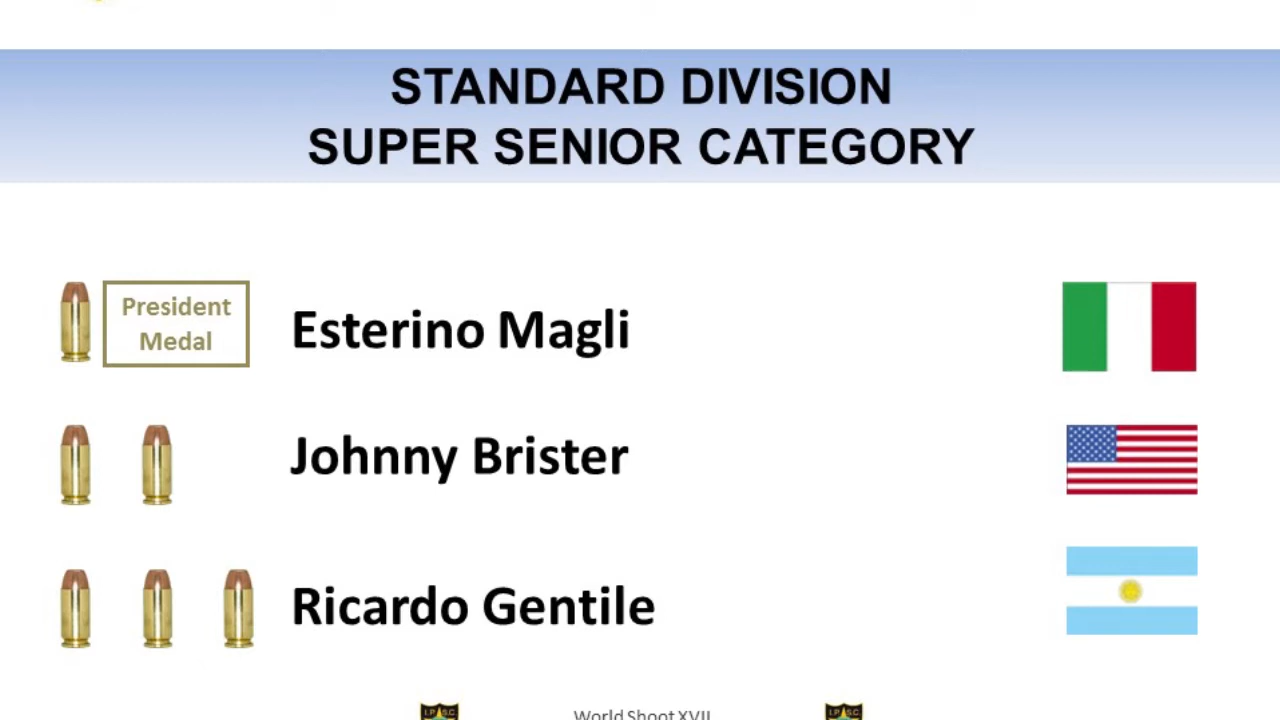 STANDARD DIVISION
SUPER SENIOR CATEGORY
President
Medal
Esterino Magli
Johnny Brister
Ricardo Gentile
I.P.S.C.
World Shoot XVII
I.P.S.C.